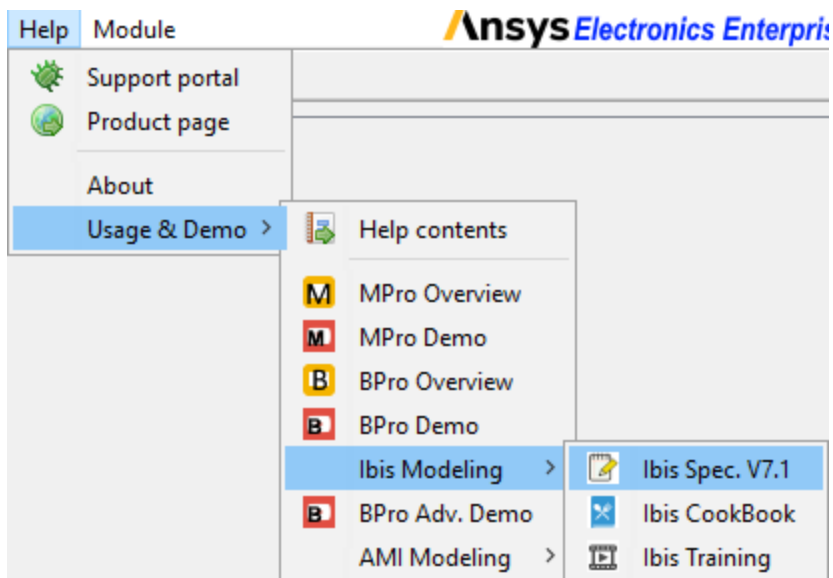 Help Module
Ansys Electronics Enterpris
Support portal
Product page
About
Usage & Demo >
Help contents
MPro Overview
MPro Demo
BPro Overview
BPro Demo
Ibis Modeling >
BPro Adv. Demo
AMI Modeling >
Ibis Spec. V7.1
Ibis CookBook
Ibis Training